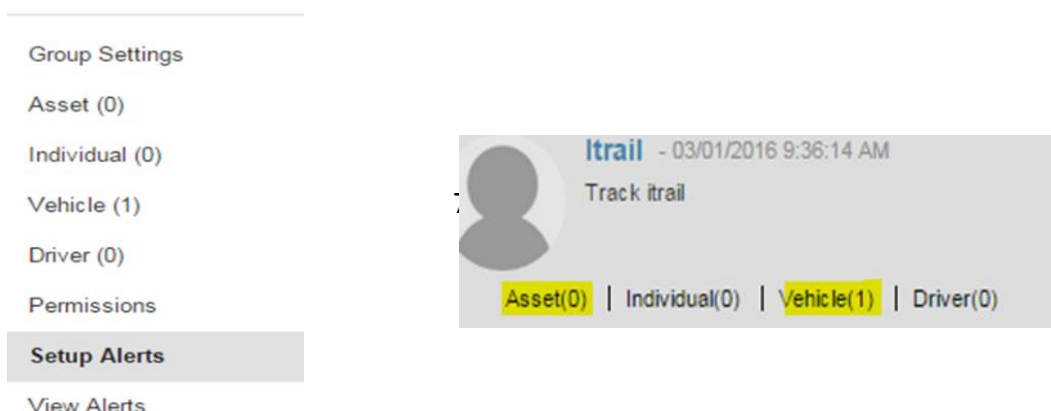 Group Settings
Asset (0)
Individual (0)
Vehicle (1)
Driver (0)
Permissions
Setup Alerts
View Alerts
Itrail - 03/01/2016 9:36:14 AM
Track itrail
Asset(0) | Individual(0) | Vehicle(1) | Driver(0)